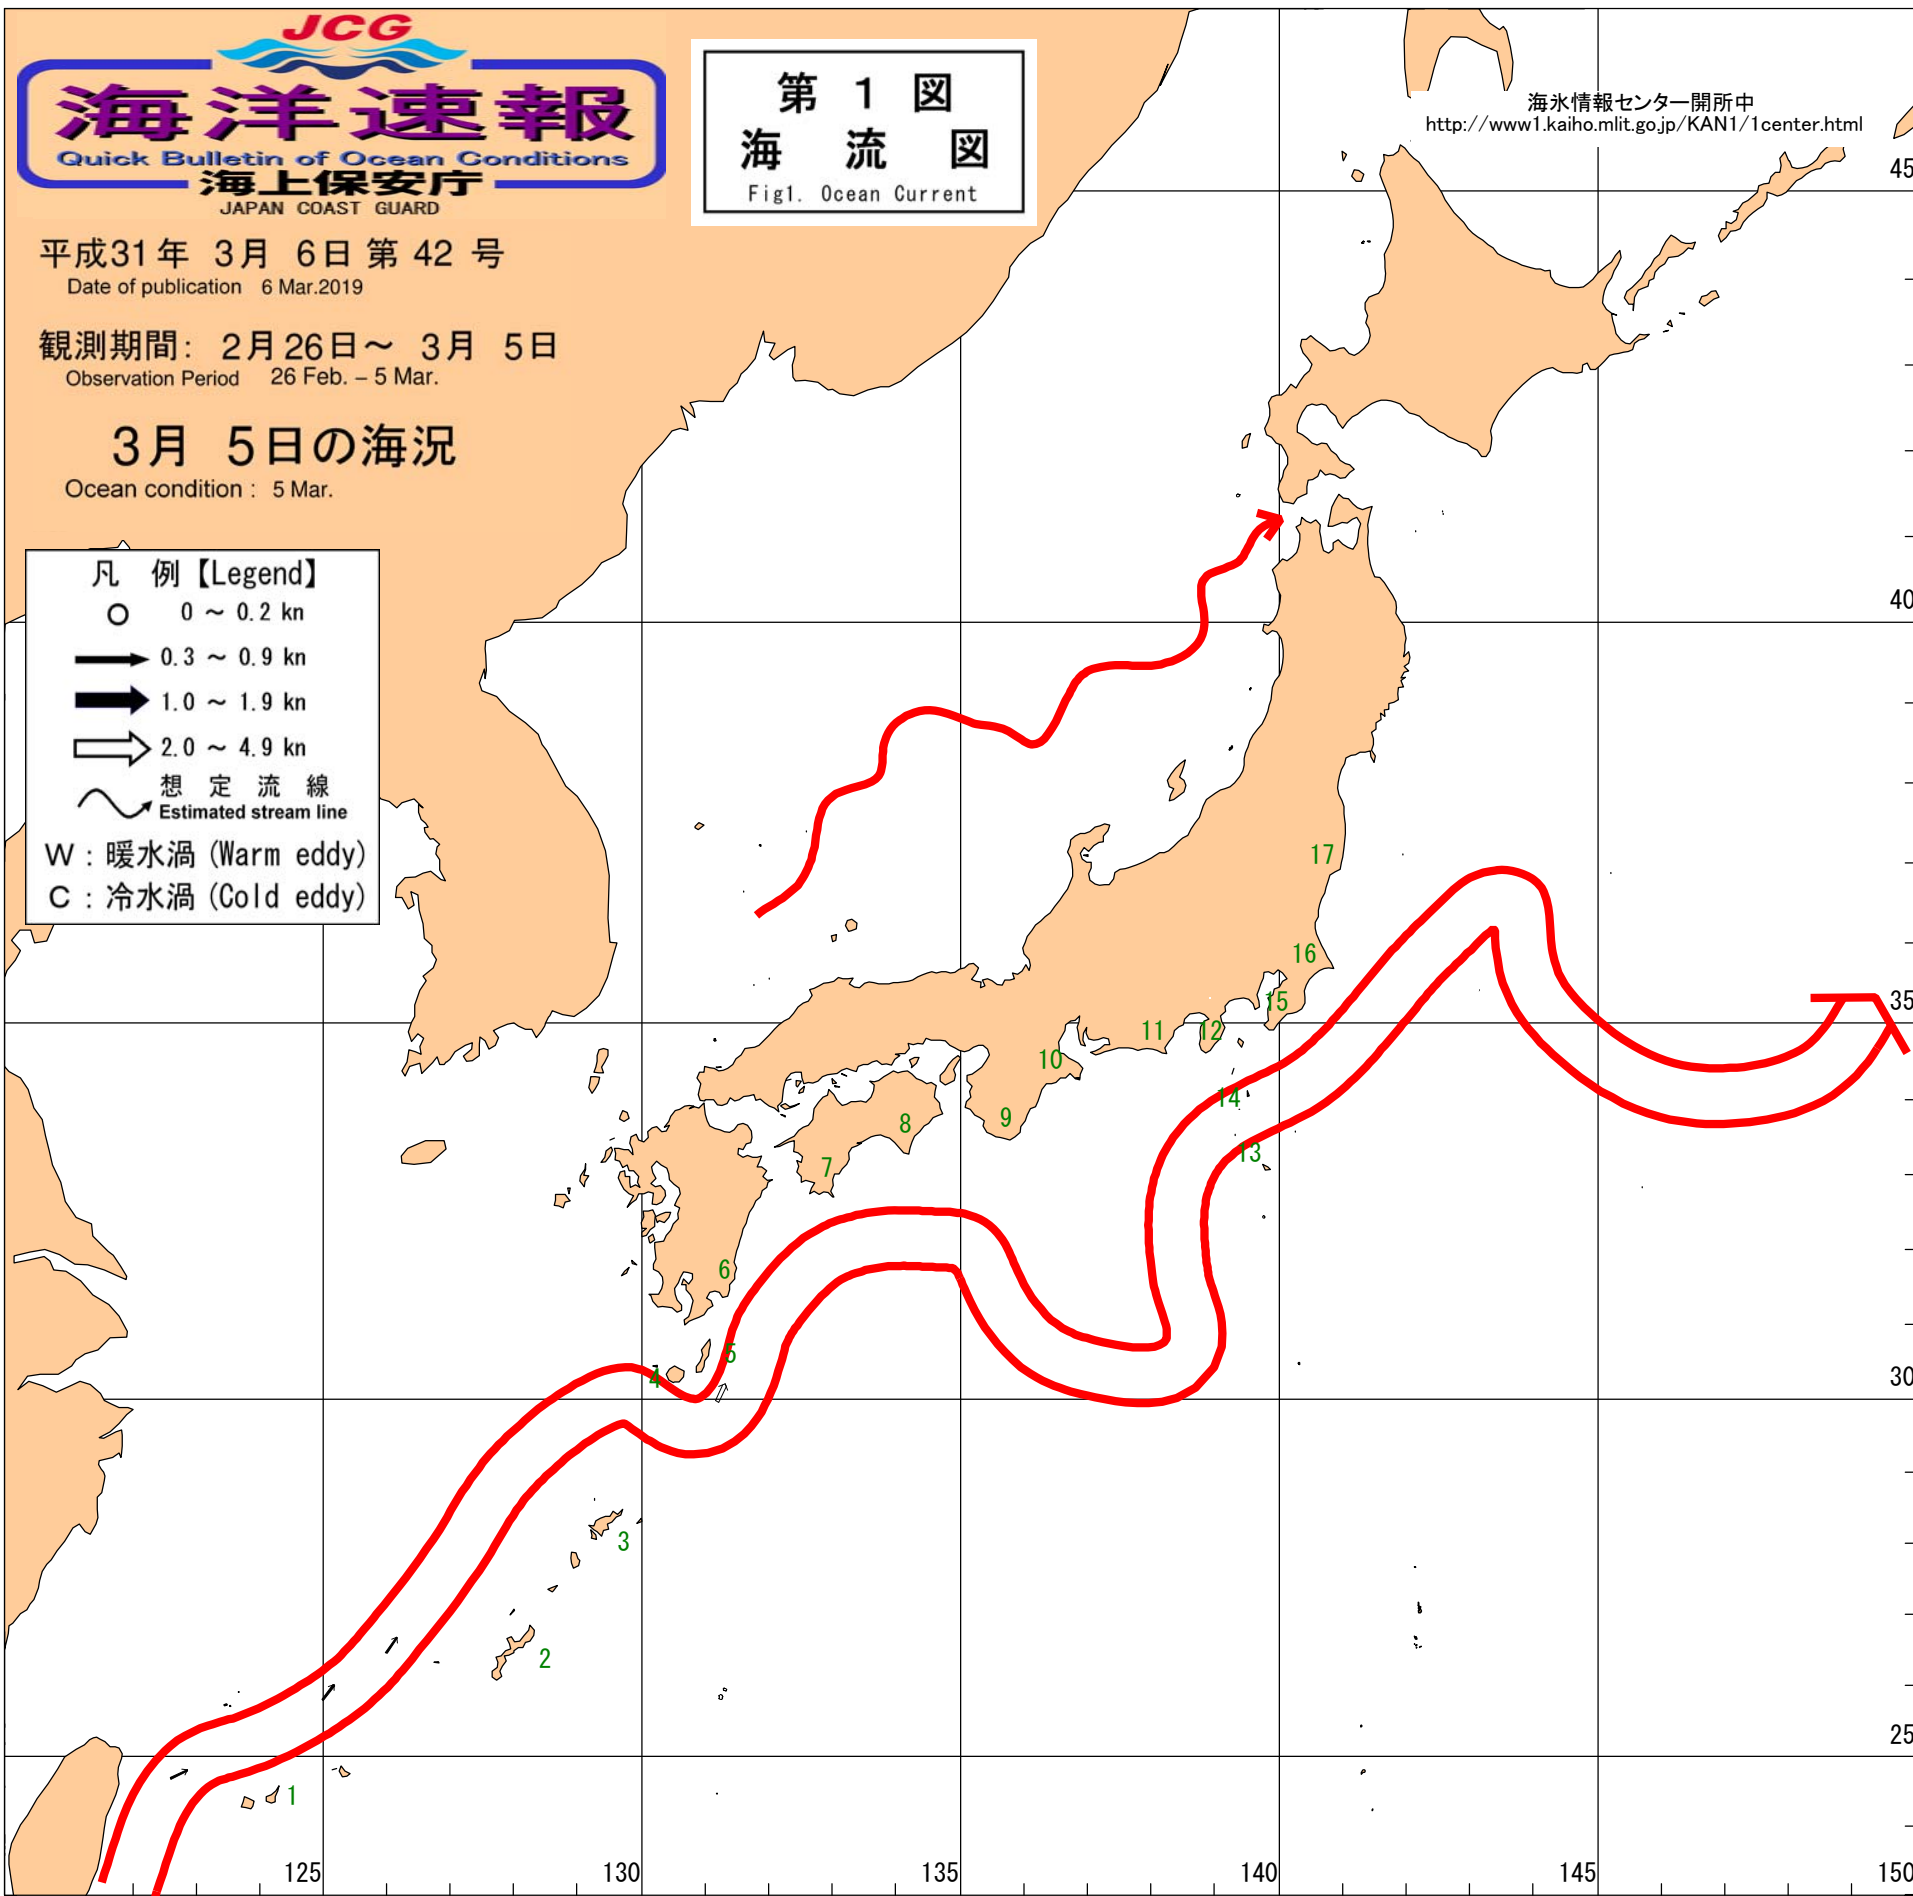 JCG
海洋速報
Quick Bulletin of Ocean Conditions
海上保安庁
JAPAN COAST GUARD
第 1 図
海 流 図
Fig1. Ocean Current
海氷情報センター開所中
http://www1.kaiho.mlit.go.jp/KAN1/1center.html
平成31年 3月 6日 第 42 号
Date of publication 6 Mar.2019
観測期間: 2月26日～ 3月 5日
Observation Period 26 Feb. – 5 Mar.
3月 5日の海況
Ocean condition : 5 Mar.
凡 例【Legend】
0 ～ 0.2 kn
0.3 ～ 0.9 kn
1.0 ～ 1.9 kn
2.0 ～ 4.9 kn
想 定 流 線
Estimated stream line
W : 暖水渦 (Warm eddy)
C : 冷水渦 (Cold eddy)
45
40
17
16
15
35
11
12
10
14
9
8
13
7
6
5
4
30
3
2
25
1
125
130
135
140
145
150